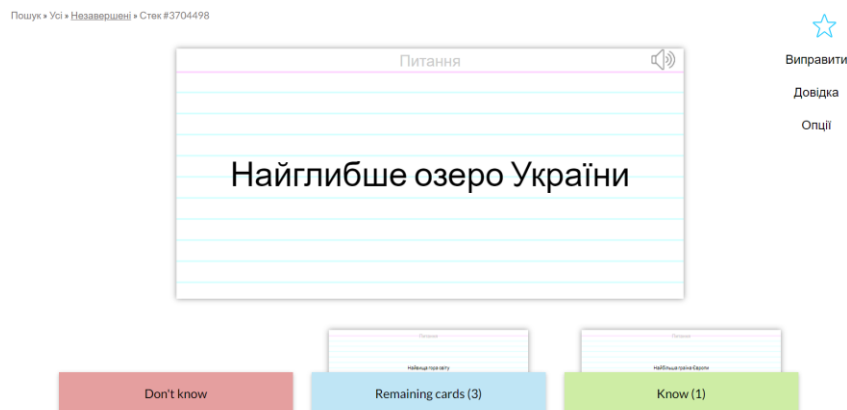 Пошук » Усі » Незавершені » Стек #3704498
Виправити
Довідка
Опції
Питання
Найглибше озеро України
Питання
Найвища гора світу
Питання
Найбільша країна Європи
Don't know
Remaining cards (3)
Know (1)